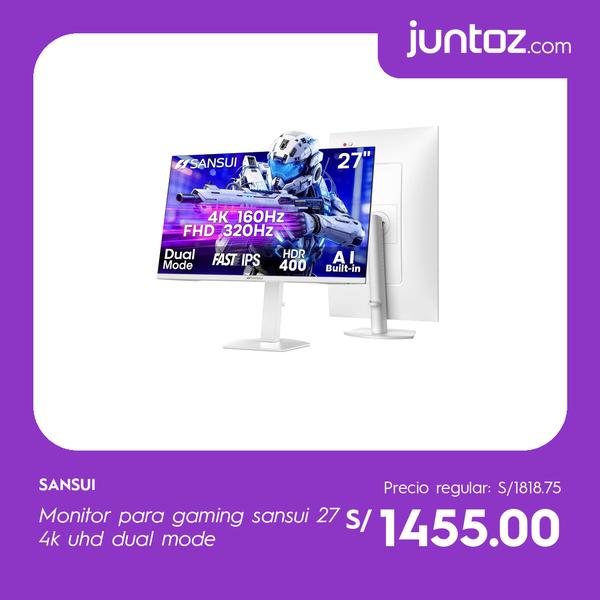 juntoz.com
SANSUI
27"
4K 160Hz
FHD 320Hz
Dual Mode
FAST IPS
HDR 400
AI Built-in
SANSUI
SANSUI
Monitor para gaming sansui 27
4k uhd dual mode
Precio regular: S/1818.75
S/1455.00